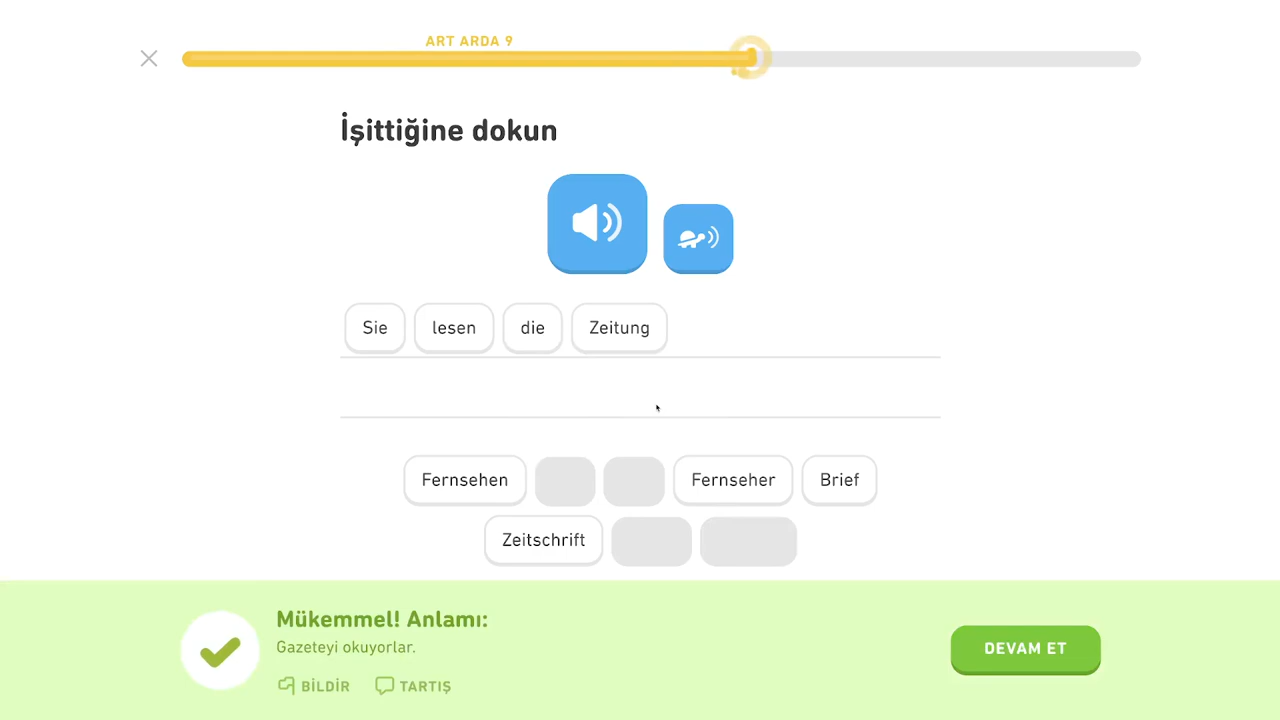 ART ARDA 9
İşittiğine dokun
Sie lesen die Zeitung
Fernsehen Fernseher Brief
Zeitschrift
Mükemmel! Anlamı:
Gazeteyi okuyorlar.
BİLDİR TARTIŞ
DEVAM ET